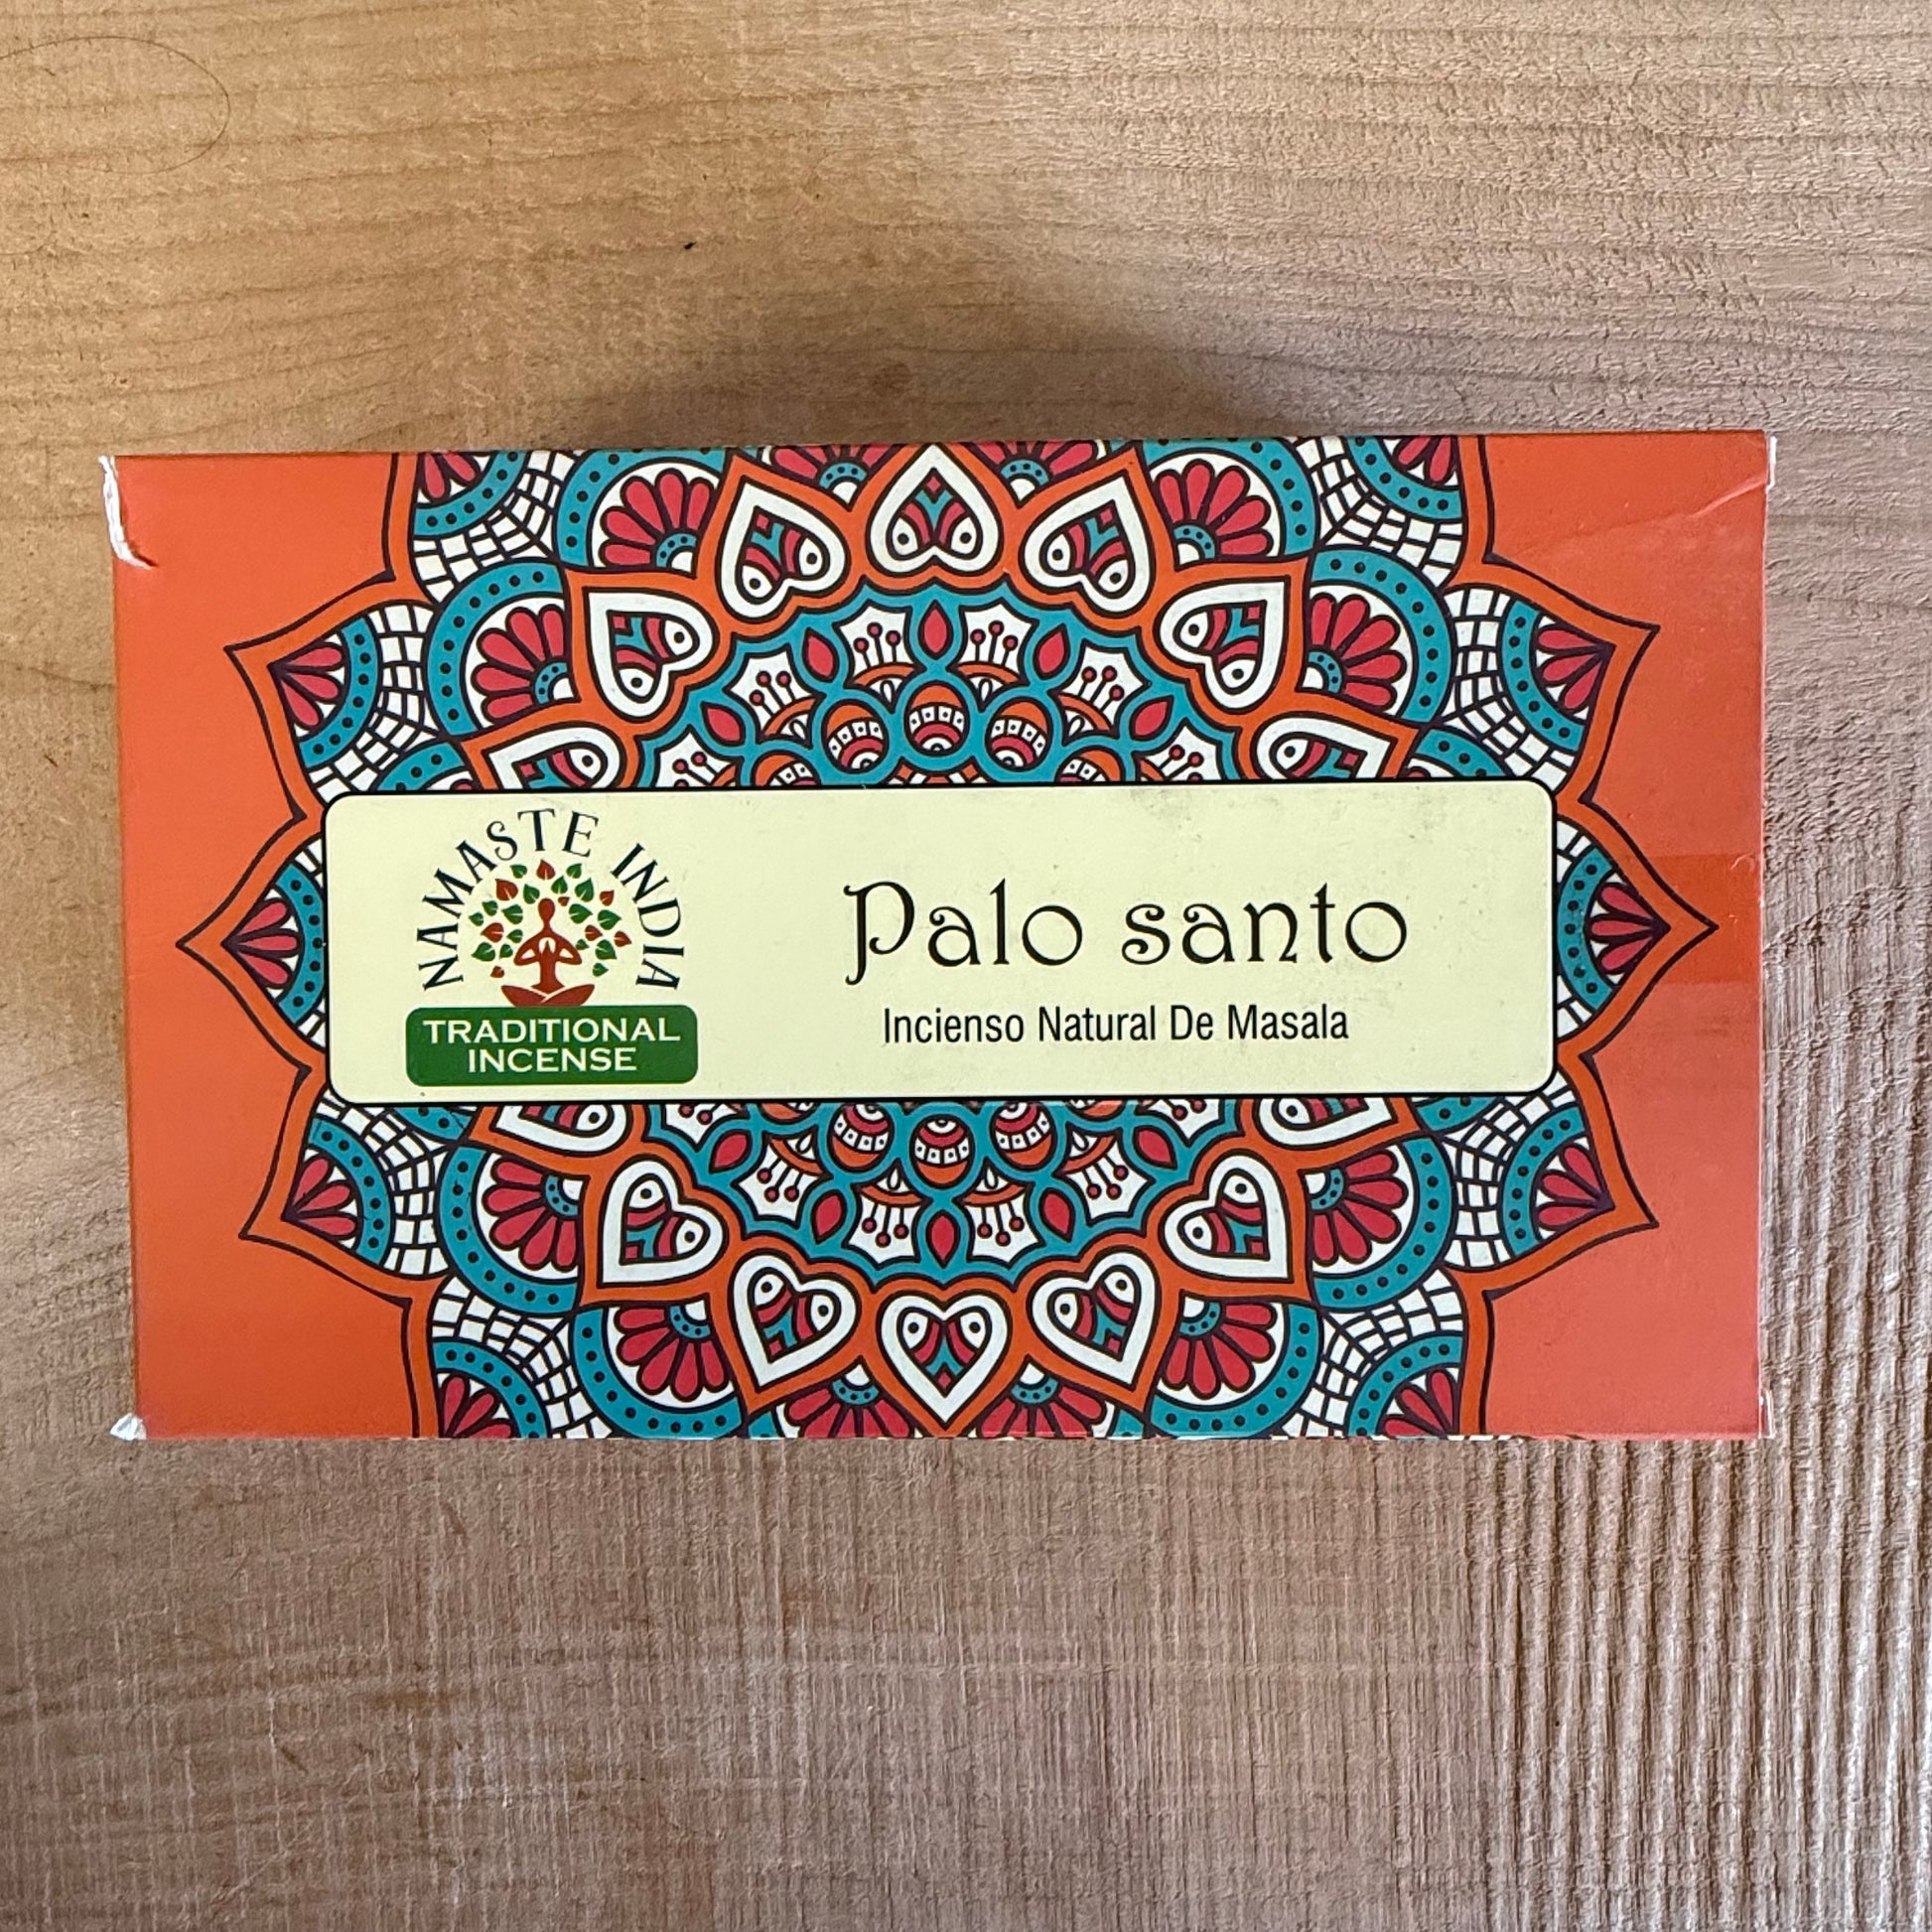 NAMASTE INDIA
TRADITIONAL
INCENSE
Palo santo
Incienso Natural De Masala